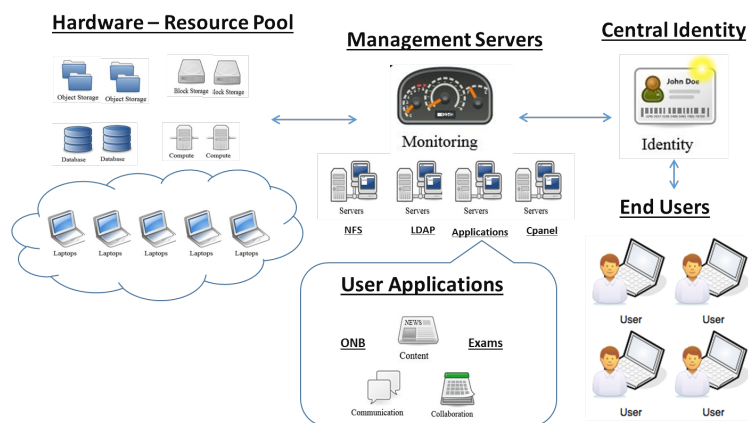 Hardware – Resource Pool
Object Storage
Object Storage
Block Storage
lock Storage
Database
Database
Compute
Compute
Laptops
Laptops
Laptops
Laptops
Laptops
Management Servers
Monitoring
Servers
Servers
Servers
Servers
NFS
LDAP
Applications
Cpanel
User Applications
ONB
NEWS
Content
Exams
Communication
Collaboration
Central Identity
John Doe
Identity
End Users
User
User
User
User